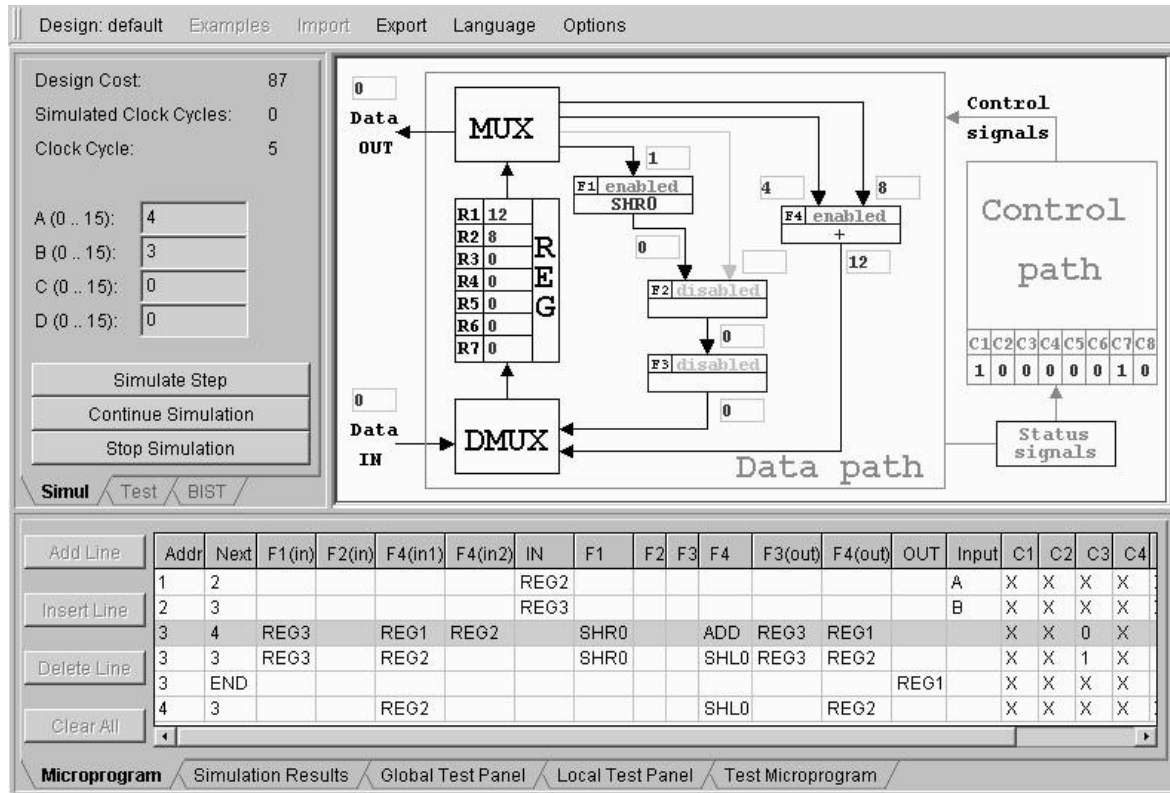 Design: default Examples Import Export Language Options
Design Cost: 87
Simulated Clock Cycles: 0
Clock Cycle: 5
A (0 .. 15): 4
B (0 .. 15): 3
C (0 .. 15): 0
D (0 .. 15): 0
Simulate Step
Continue Simulation
Stop Simulation
Simul Test BIST
0
Data
OUT
MUX
1
F1 enabled
SHR0
4 8
F4 enabled
+
12
R1 12
R2 8
R3 0
R4 0
R5 0
R6 0
R7 0
REG
0
F2 disabled
0
F3 disabled
0
0
Data
IN
DMUX
Data path
Control
signals
Control
path
C1 C2 C3 C4 C5 C6 C7 C8
1 0 0 0 0 0 1 0
Status
signals
Add Line
Insert Line
Delete Line
Clear All
Addr Next F1(in) F2(in) F4(in1) F4(in2) IN F1 F2 F3 F4 F3(out) F4(out) OUT Input C1 C2 C3 C4
1 2 REG2 A X X X X
2 3 REG3 B X X X X
3 4 REG3 REG1 REG2 SHR0 ADD REG3 REG1 X X 0 X
3 3 REG3 REG2 SHR0 SHL0 REG3 REG2 X X 1 X
3 END REG1 X X X X
4 3 REG2 SHL0 REG2 X X X X
Microprogram Simulation Results Global Test Panel Local Test Panel Test Microprogram